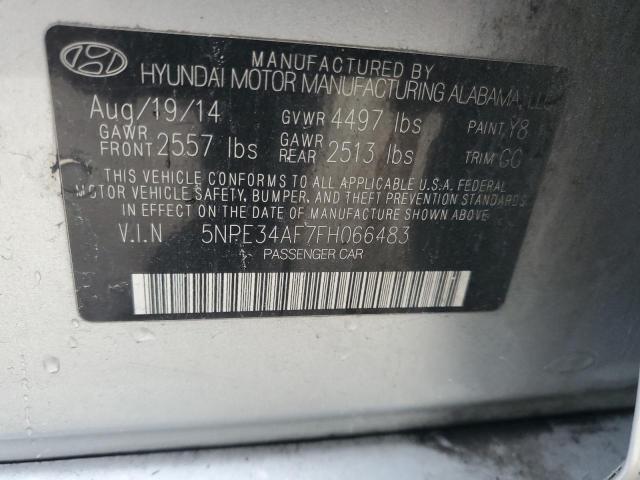 MANUFACTURED BY
HYUNDAI MOTOR MANUFACTURING ALABAMA, LLC
Aug/19/14 GVWR 4497 lbs PAINT Y8
GAWR FRONT 2557 lbs GAWR REAR 2513 lbs TRIM GG
THIS VEHICLE CONFORMS TO ALL APPLICABLE U.S.A. FEDERAL
MOTOR VEHICLE SAFETY, BUMPER, AND THEFT PREVENTION STANDARDS
IN EFFECT ON THE DATE OF MANUFACTURE SHOWN ABOVE.
V.I.N 5NPE34AF7FH066483
PASSENGER CAR